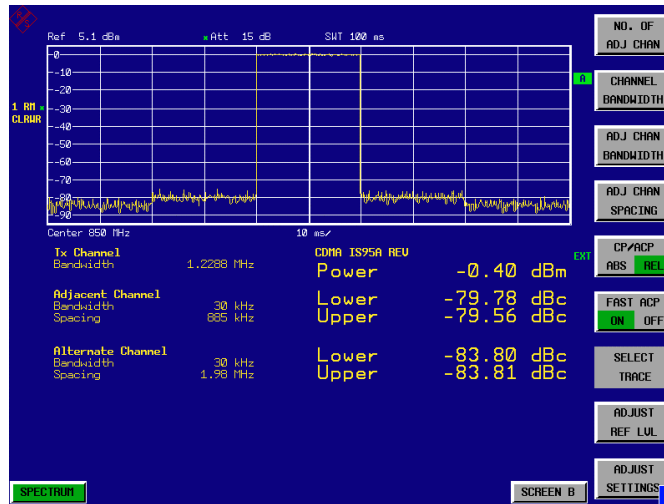 Ref 5.1 dBm * Att 15 dB SWT 100 ms
-0
-10
-20
-30
-40
-50
-60
-70
-80
-90
1 RM *
CLRWR
A
Center 850 MHz 10 ms/
Tx Channel
Bandwidth 1.2288 MHz
CDMA IS95A REV
Power -0.40 dBm
EXT
Adjacent Channel
Bandwidth 30 kHz
Spacing 885 kHz
Lower -79.78 dBc
Upper -79.56 dBc
Alternate Channel
Bandwidth 30 kHz
Spacing 1.98 MHz
Lower -83.80 dBc
Upper -83.81 dBc
SPECTRUM
SCREEN B
NO. OF
ADJ CHAN
CHANNEL
BANDWIDTH
ADJ CHAN
BANDWIDTH
ADJ CHAN
SPACING
CP/ACP
ABS REL
FAST ACP
ON OFF
SELECT
TRACE
ADJUST
REF LVL
ADJUST
SETTINGS